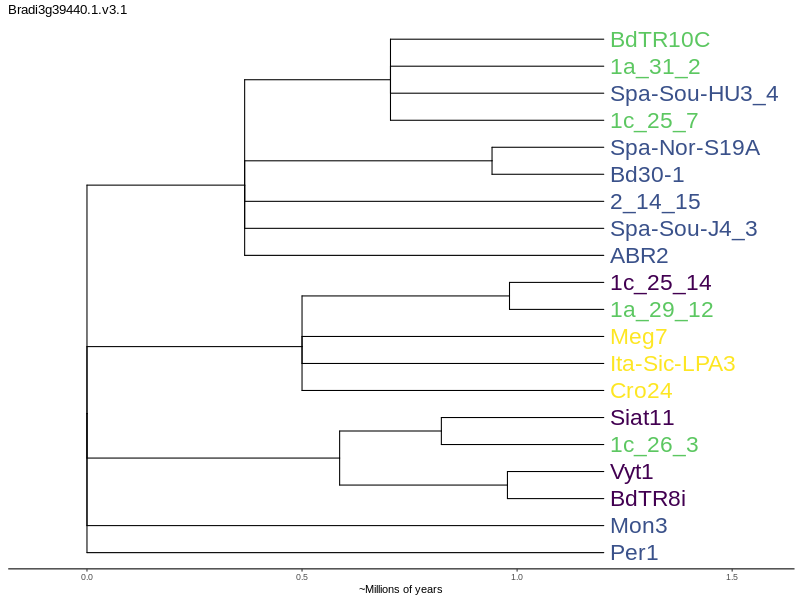 Bradi3g39440.1.v3.1
BdTR10C
1a_31_2
Spa-Sou-HU3_4
1c_25_7
Spa-Nor-S19A
Bd30-1
2_14_15
Spa-Sou-J4_3
ABR2
1c_25_14
1a_29_12
Meg7
Ita-Sic-LPA3
Cro24
Siat11
1c_26_3
Vyt1
BdTR8i
Mon3
Per1
0.0 0.5 1.0 1.5
~Millions of years